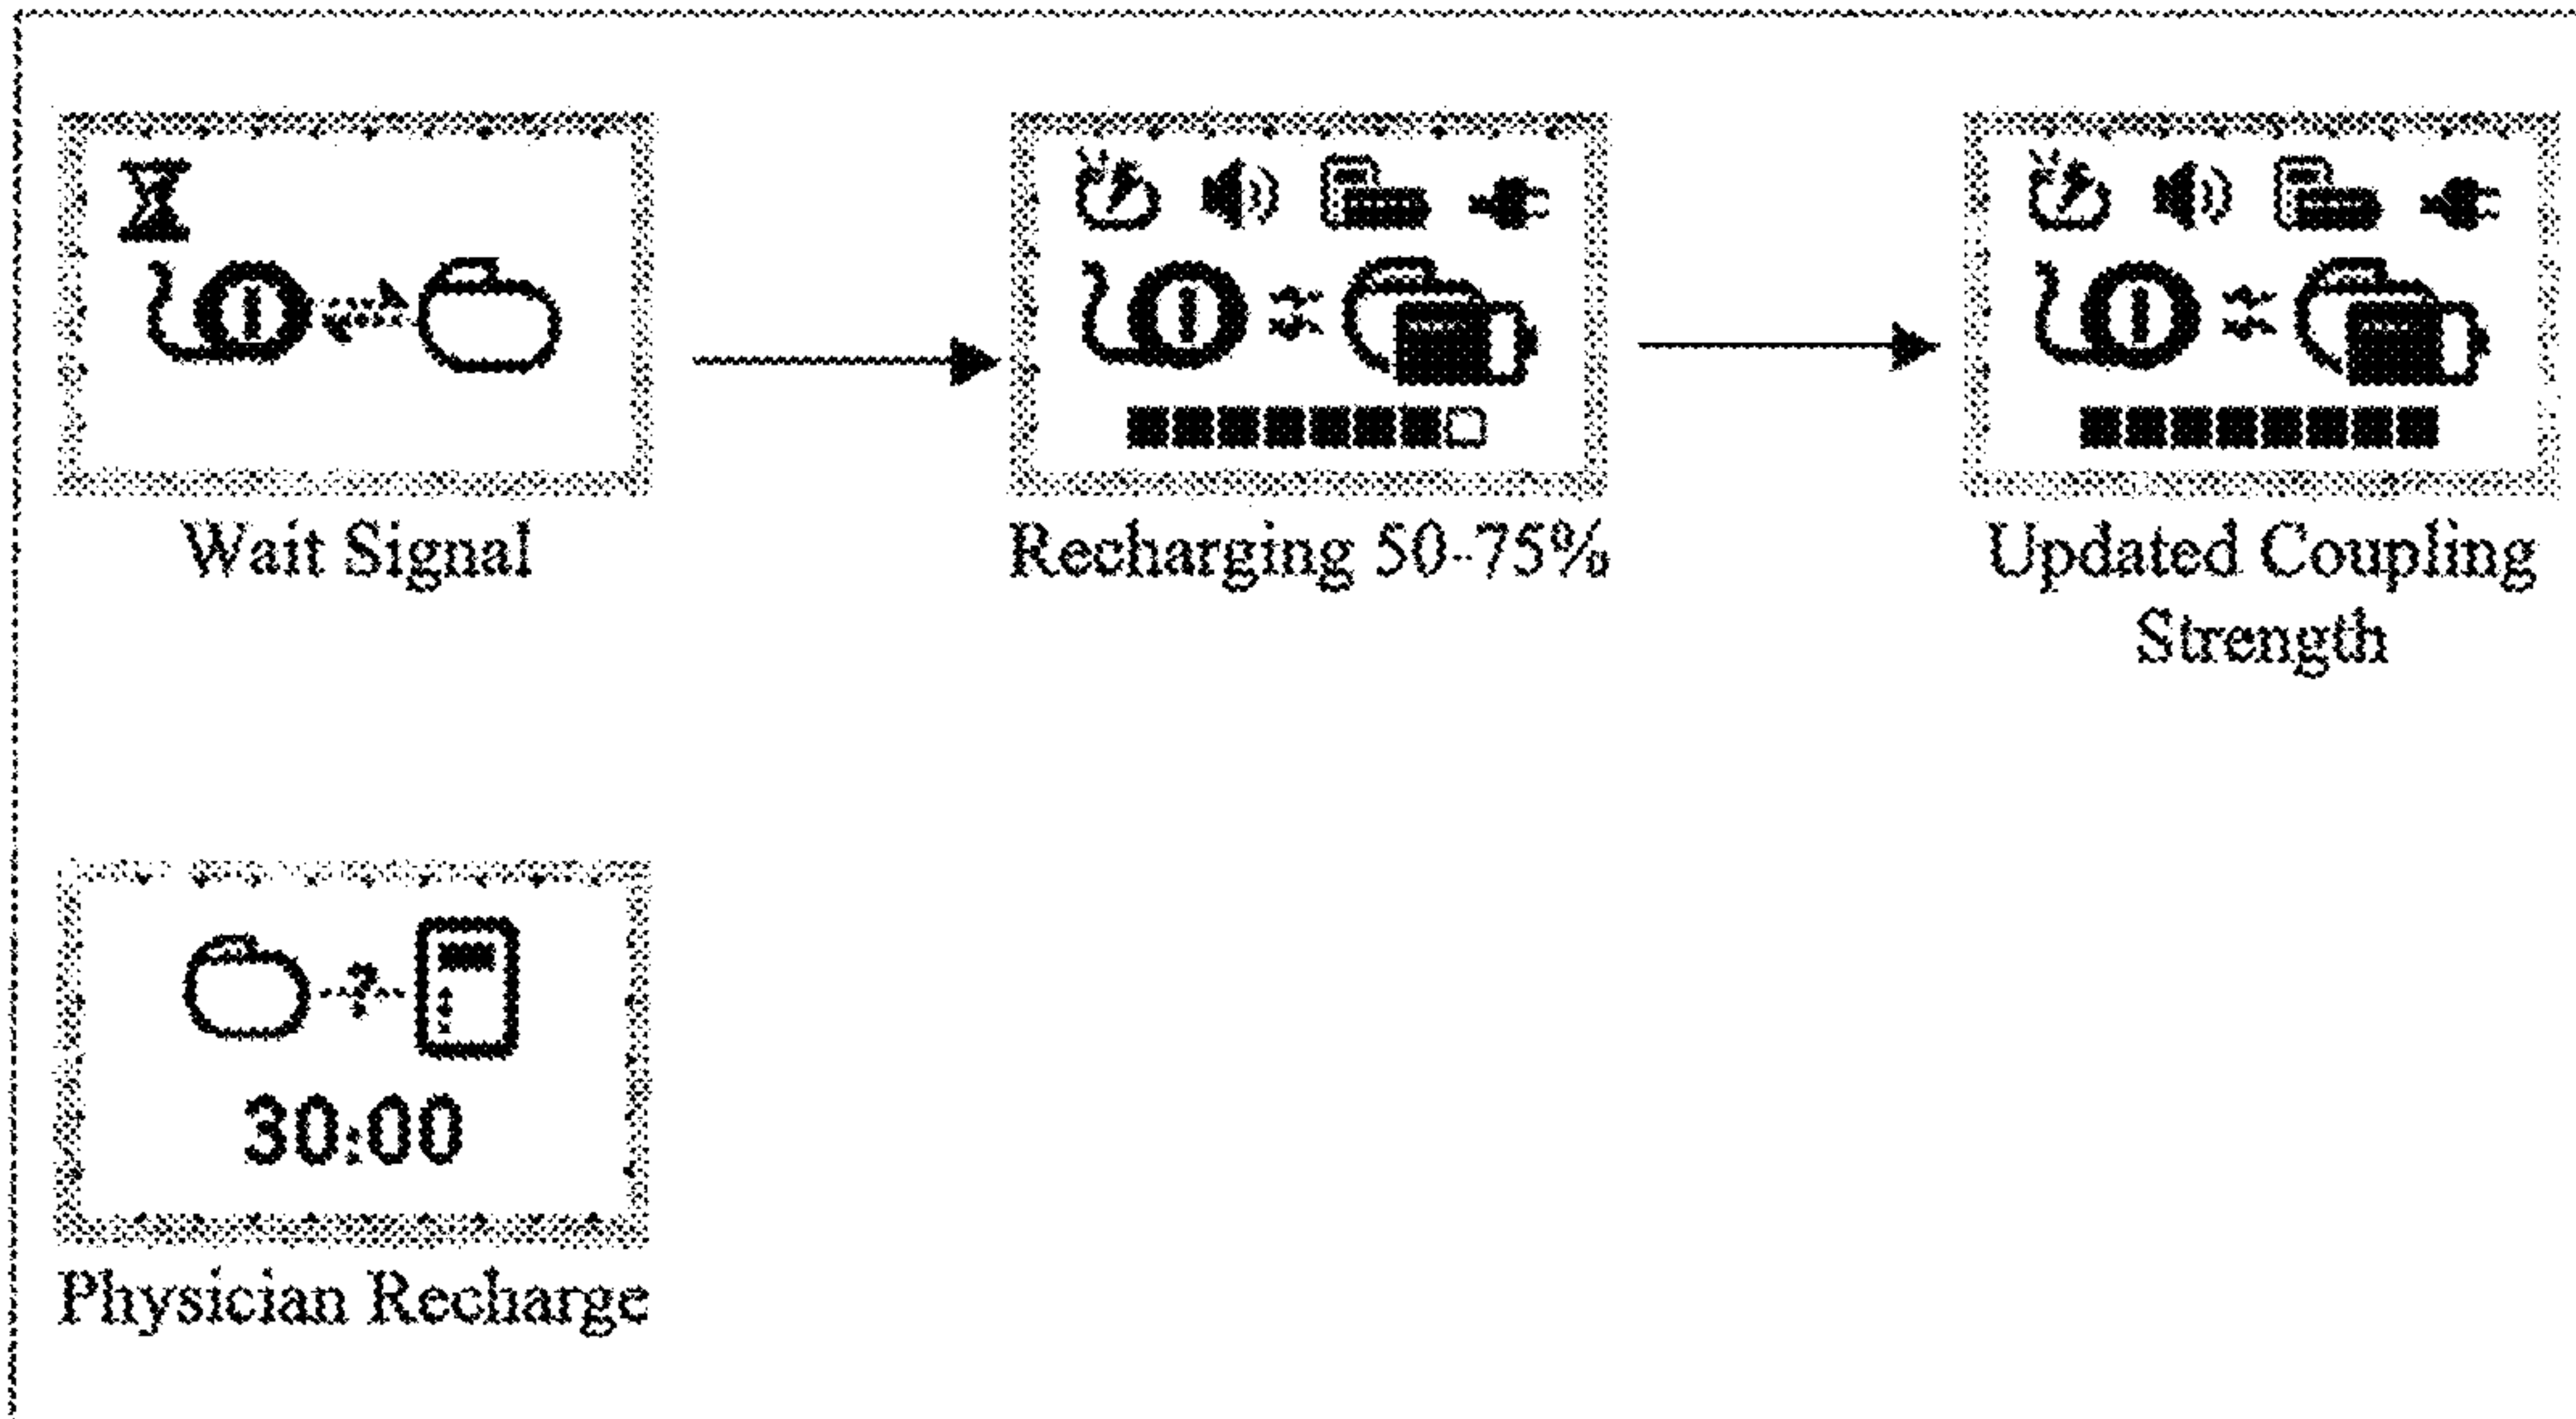 Wait Signal
Recharging 50-75%
Updated Coupling
Strength
30:00
Physician Recharge